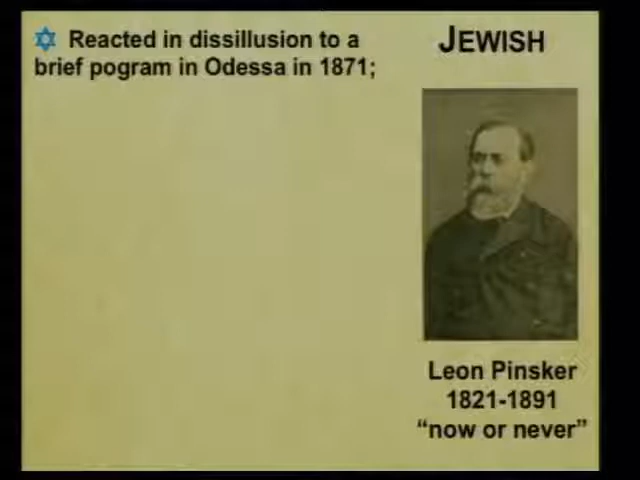 Reacted in dissillusion to a
brief pogram in Odessa in 1871;
JEWISH
Leon Pinsker
1821-1891
“now or never”